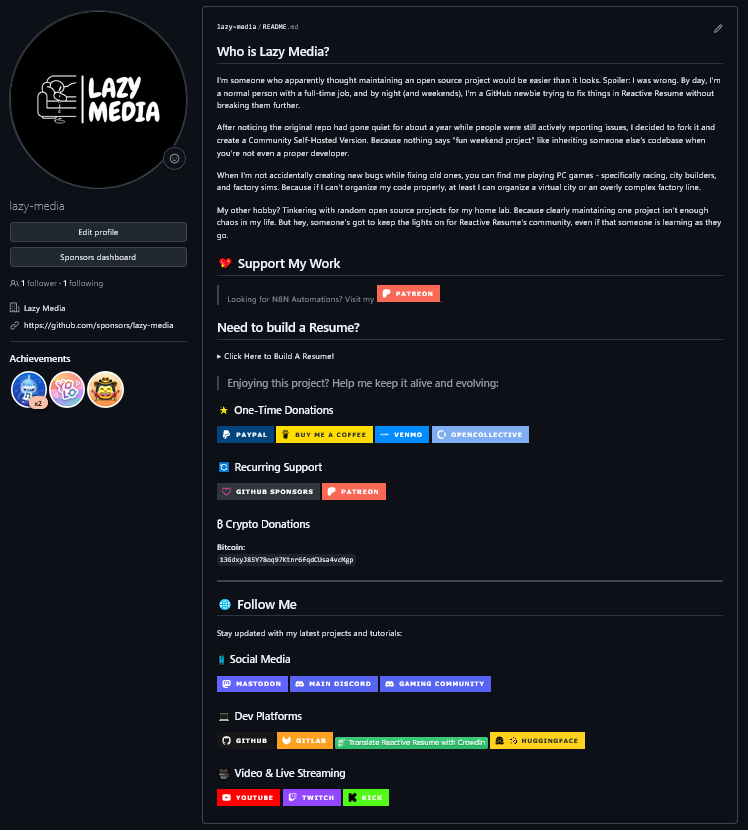 LAZY
MEDIA
lazy-media
Edit profile
Sponsors dashboard
1 follower · 1 following
Lazy Media
https://github.com/sponsors/lazy-media
Achievements
x2
lazy-media / README.md
Who is Lazy Media?
I'm someone who apparently thought maintaining an open source project would be easier than it looks. Spoiler: I was wrong. By day, I'm
a normal person with a full-time job, and by night (and weekends), I'm a GitHub newbie trying to fix things in Reactive Resume without
breaking them further.
After noticing the original repo had gone quiet for about a year while people were still actively reporting issues, I decided to fork it and
create a Community Self-Hosted Version. Because nothing says "fun weekend project" like inheriting someone else's codebase when
you're not even a proper developer.
When I'm not accidentally creating new bugs while fixing old ones, you can find me playing PC games - specifically racing, city builders,
and factory sims. Because if I can't organize my code properly, at least I can organize a virtual city or an overly complex factory line.
My other hobby? Tinkering with random open source projects for my home lab. Because clearly maintaining one project isn't enough
chaos in my life. But hey, someone's got to keep the lights on for Reactive Resume's community, even if that someone is learning as they
go.
💖 Support My Work
Looking for N8N Automations? Visit my PATREON
Need to build a Resume?
▸ Click Here to Build A Resume!
Enjoying this project? Help me keep it alive and evolving:
⭐ One-Time Donations
PAYPAL BUY ME A COFFEE VENMO OPENCOLLECTIVE
🔄 Recurring Support
GITHUB SPONSORS PATREON
₿ Crypto Donations
Bitcoin:
🌐 Follow Me
Stay updated with my latest projects and tutorials:
📱 Social Media
MASTODON MAIN DISCORD GAMING COMMUNITY
💻 Dev Platforms
GITHUB GITLAB Translate Reactive Resume with Crowdin HUGGINGFACE
🎥 Video & Live Streaming
YOUTUBE TWITCH KICK